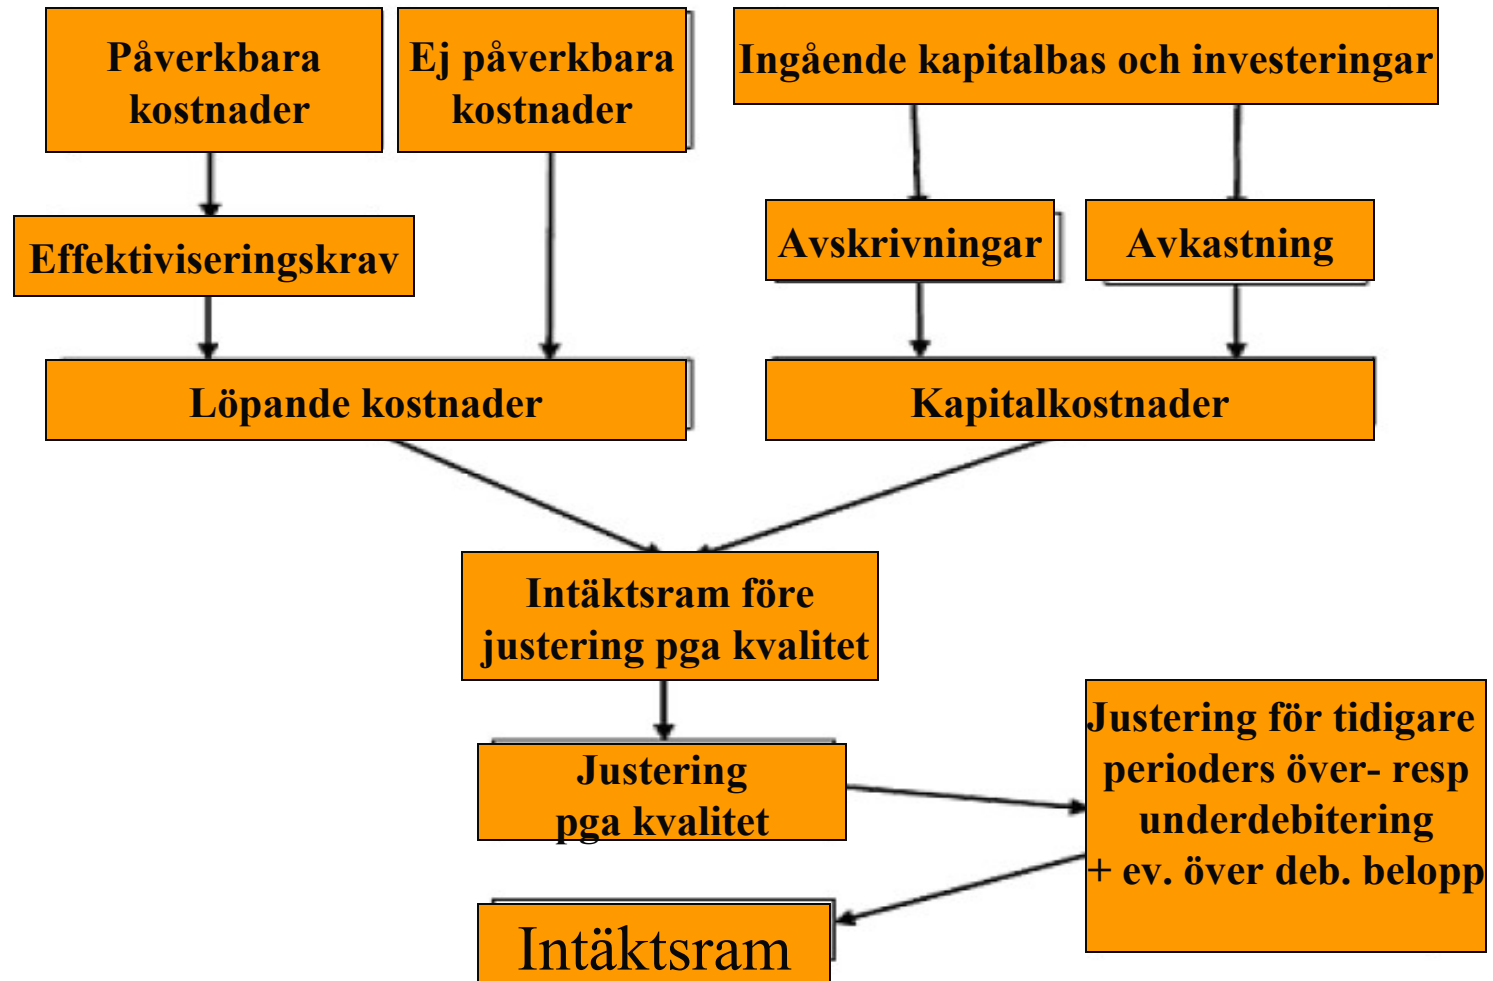 Påverkbara
kostnader
Ej påverkbara
kostnader
Ingående kapitalbas och investeringar
Effektiviseringskrav
Avskrivningar
Avkastning
Löpande kostnader
Kapitalkostnader
Intäktsram före
justering pga kvalitet
Justering
pga kvalitet
Justering för tidigare
perioders över- resp
underdebitering
+ ev. över deb. belopp
Intäktsram